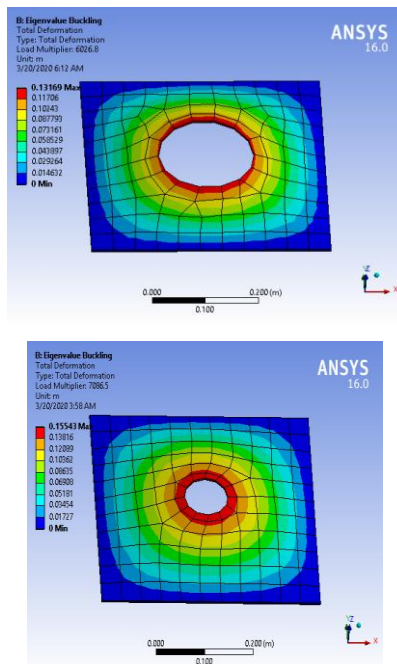 B: Eigenvalue Buckling
Total Deformation
Type: Total Deformation
Load Multiplier: 6026.8
Unit: m
3/20/2020 6:12 AM
ANSYS
16.0
0.13169 Max
0.11706
0.10243
0.087793
0.073161
0.058529
0.043897
0.029264
0.014632
0 Min
0.000
0.200 (m)
0.100
Z
X
B: Eigenvalue Buckling
Total Deformation
Type: Total Deformation
Load Multiplier: 7086.5
Unit: m
3/20/2020 3:58 AM
ANSYS
16.0
0.15543 Max
0.13816
0.12089
0.10362
0.08635
0.06908
0.05181
0.03454
0.01727
0 Min
0.000
0.200 (m)
0.100
Z
X